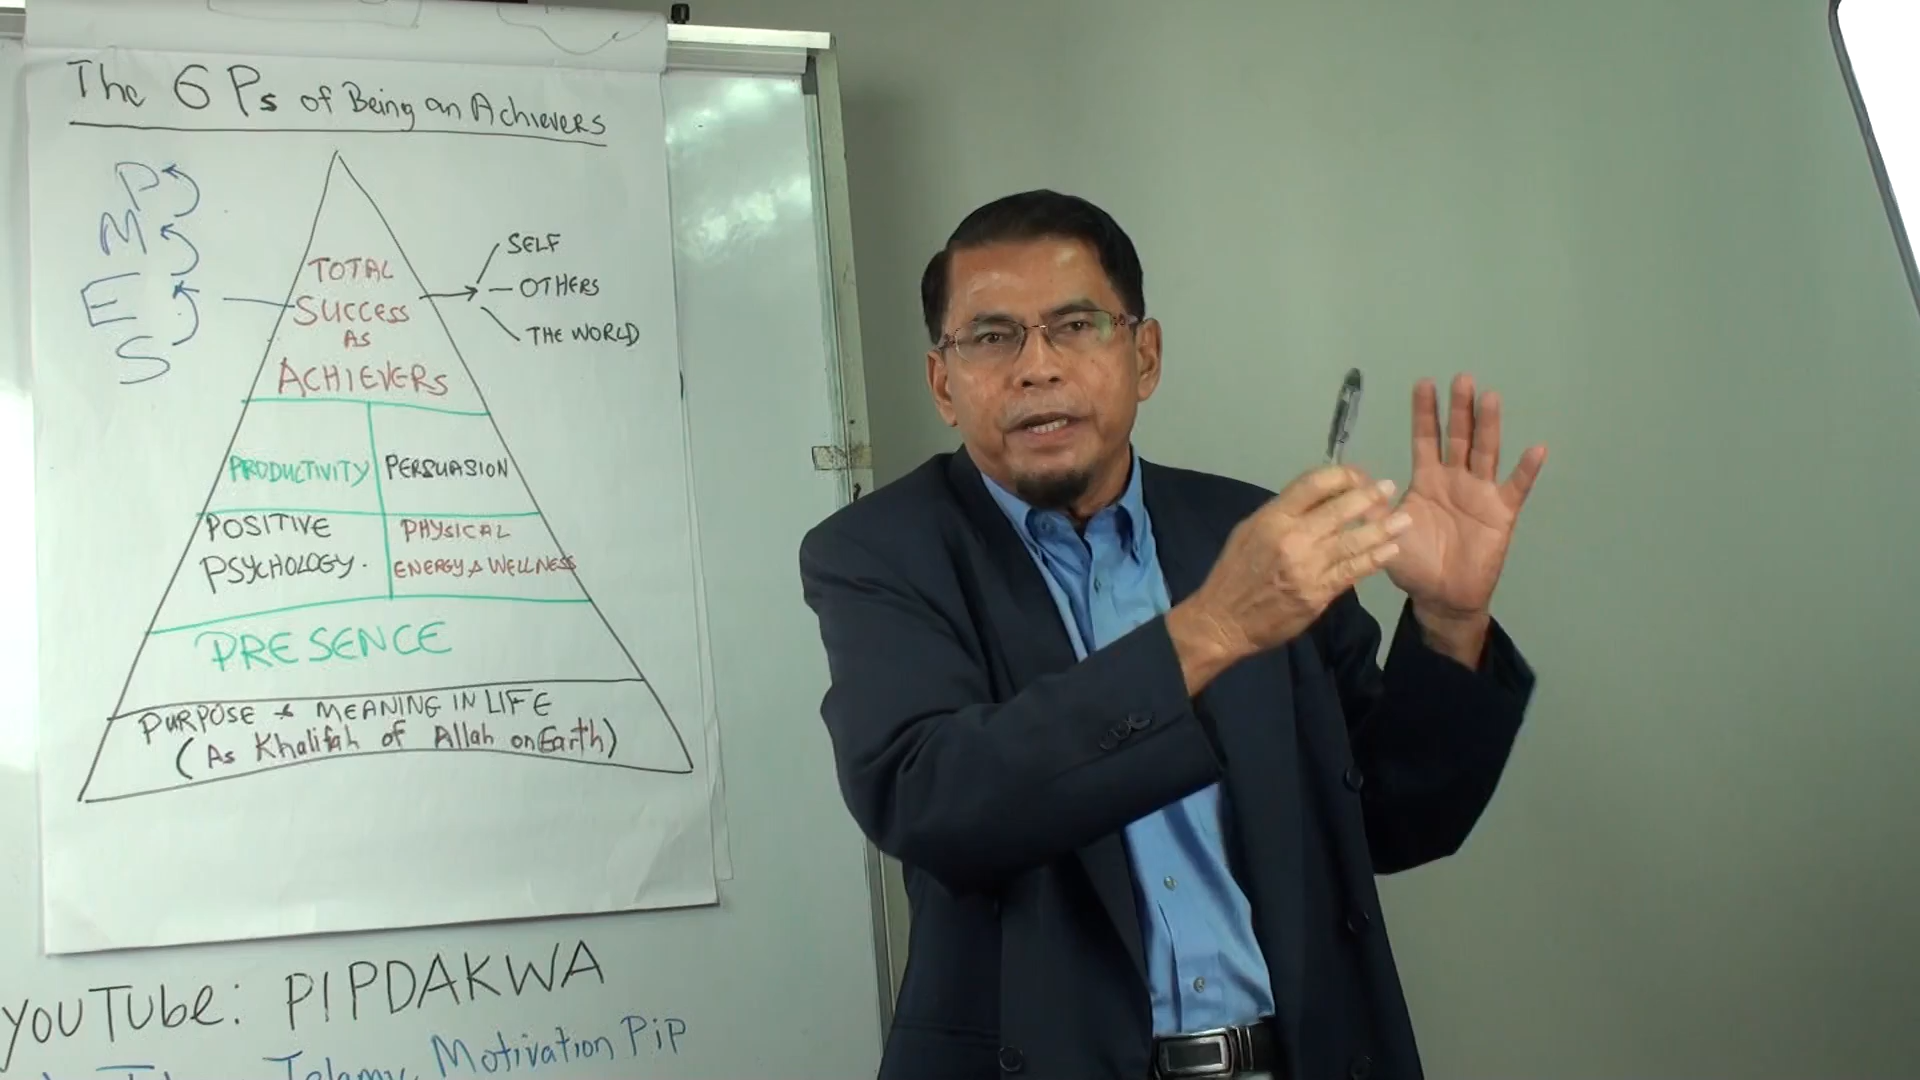 The 6 Ps of Being an Achievers
P
M
E
S
TOTAL
SUCCESS
AS
ACHIEVERS
SELF
OTHERS
THE WORLD
PRODUCTIVITY
PERSUASION
POSITIVE
PSYCHOLOGY.
PHYSICAL
ENERGY & WELLNESS
PRESENCE
PURPOSE & MEANING IN LIFE
(As Khalifah of Allah on Earth)
YouTube: PIPDAKWA
Islamic Motivation PiP